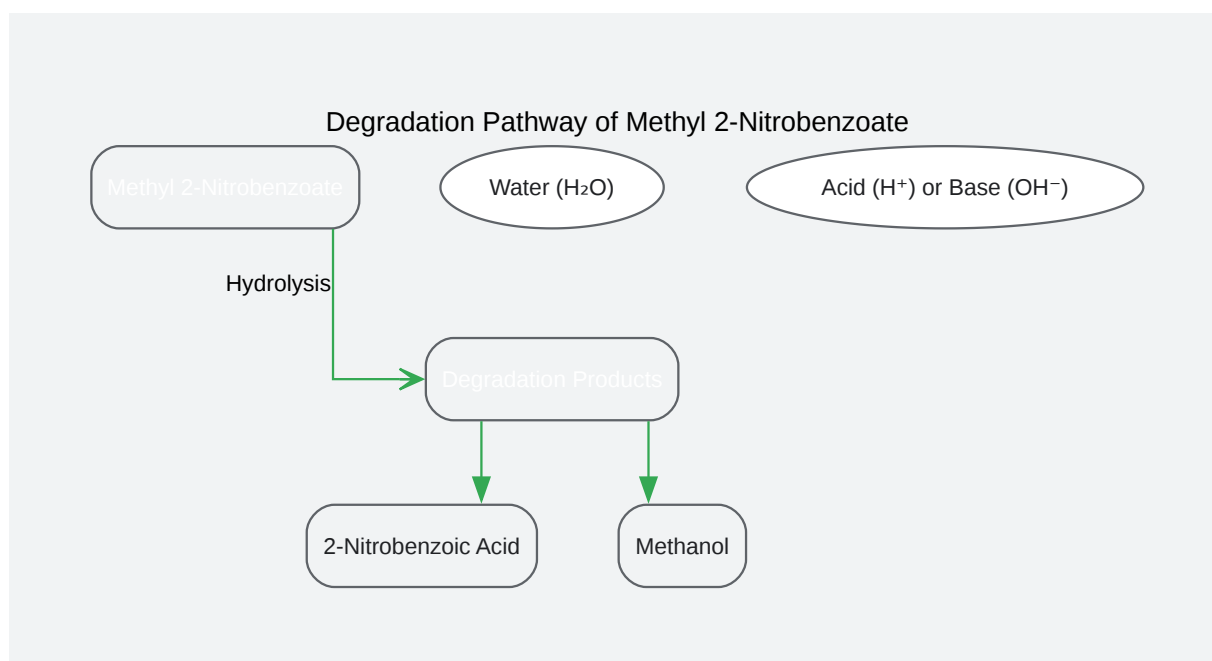 Degradation Pathway of Methyl 2-Nitrobenzoate
Methyl 2-Nitrobenzoate
Water (H₂O)
Acid (H⁺) or Base (OH⁻)
Hydrolysis
Degradation Products
2-Nitrobenzoic Acid
Methanol